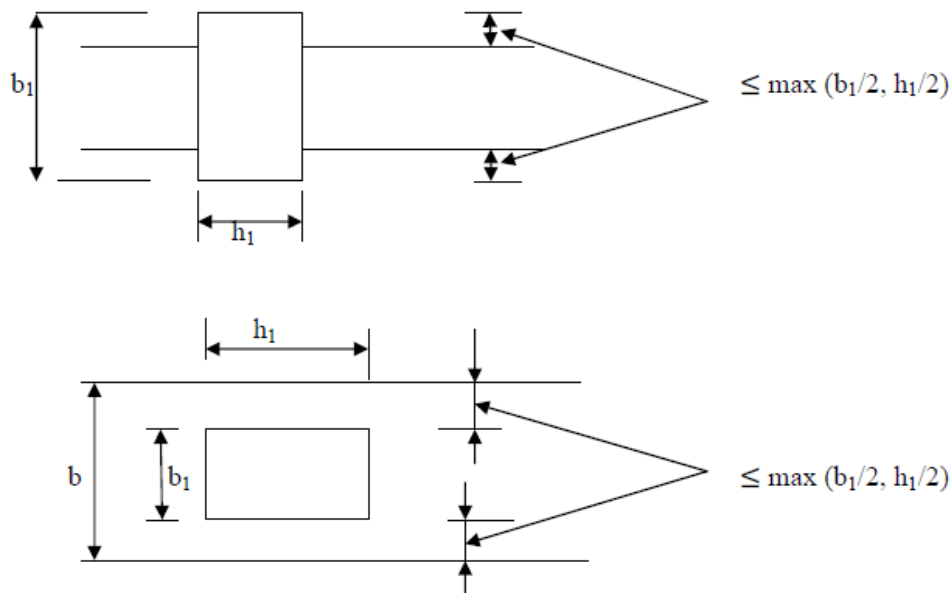 b₁
≤ max (b₁/2, h₁/2)
h₁
h₁
b
b₁
≤ max (b₁/2, h₁/2)